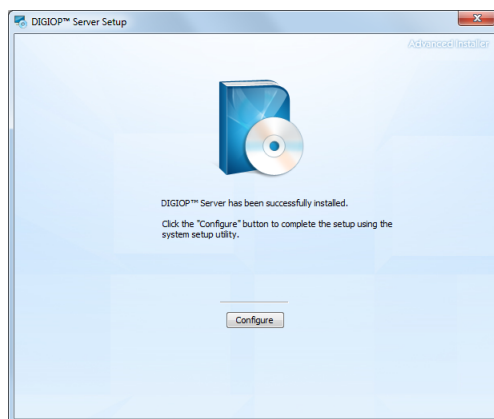 DIGIOP™ Server Setup
Advanced Installer
DIGIOP™ Server has been successfully installed.
Click the "Configure" button to complete the setup using the
system setup utility.
Configure